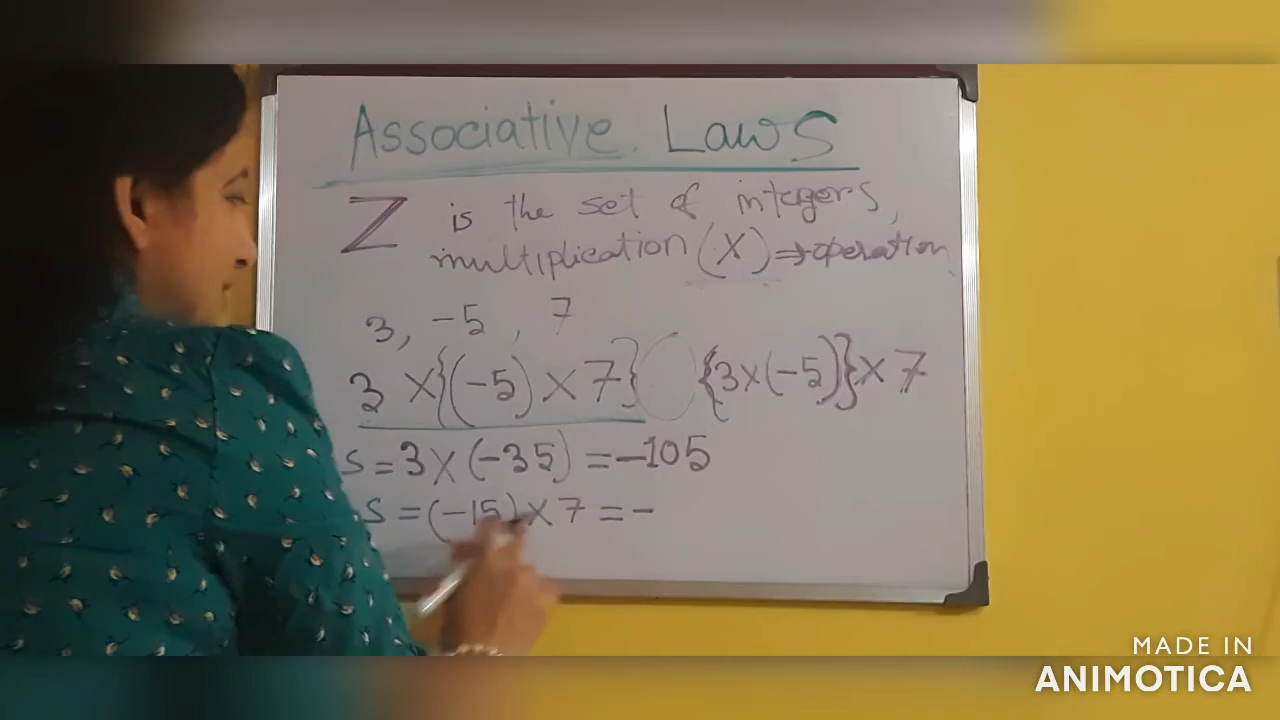 Associative Laws
Z is the set of integers,
multiplication (X) ⇒ operation
3, -5, 7
3 X{(-5) X 7} {3X(-5)}X 7
S = 3 X (-35) = -105
S = (-15) X 7 = -
MADE IN
ANIMOTICA